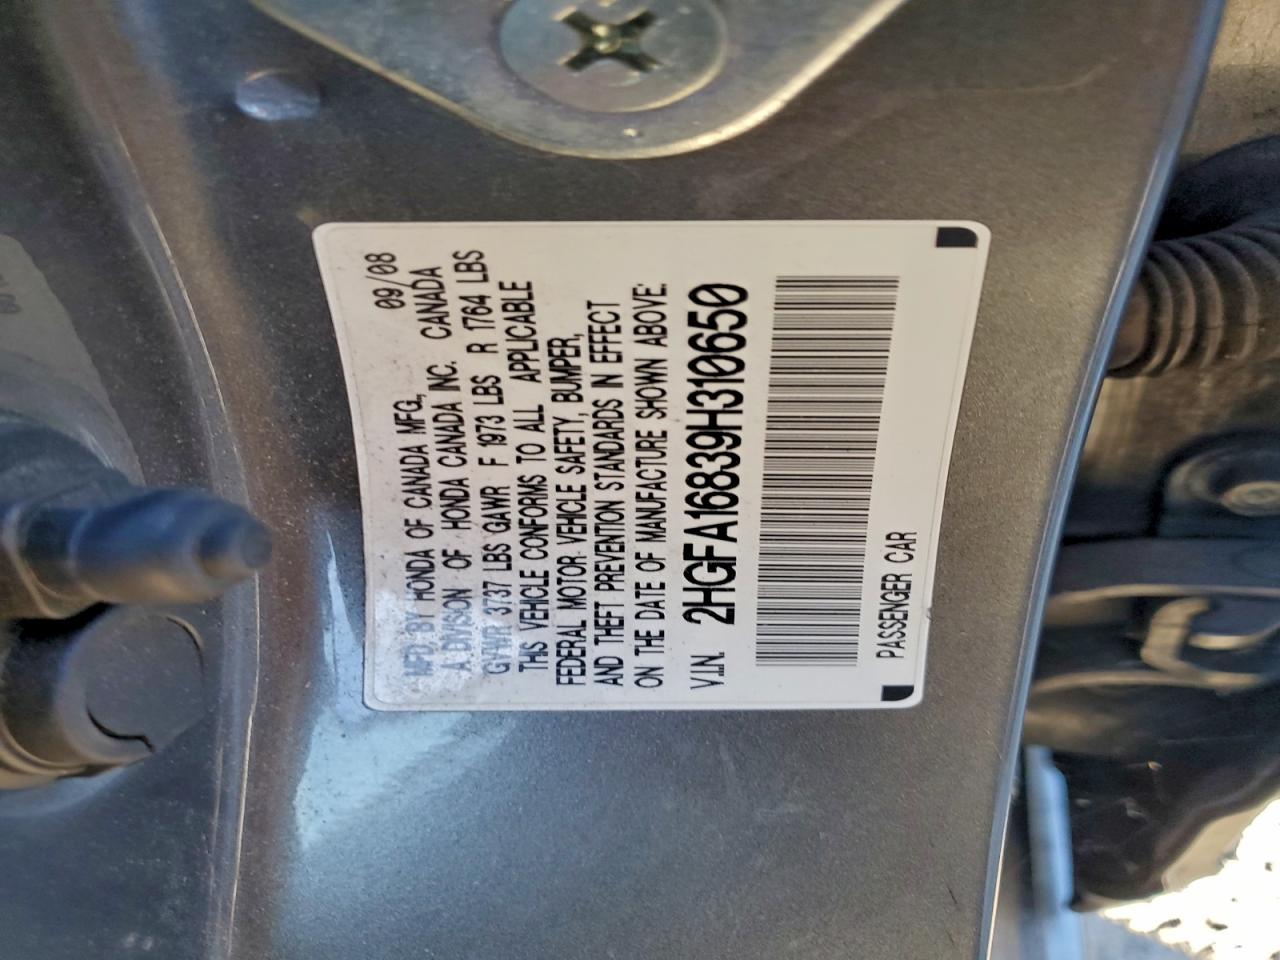 09/08
MFD. BY HONDA OF CANADA MFG.,
A DIVISION OF HONDA CANADA INC. CANADA
GVWR 3737 LBS GAWR F 1973 LBS R 1764 LBS
THIS VEHICLE CONFORMS TO ALL APPLICABLE
FEDERAL MOTOR VEHICLE SAFETY, BUMPER,
AND THEFT PREVENTION STANDARDS IN EFFECT
ON THE DATE OF MANUFACTURE SHOWN ABOVE:
V.I.N. 2HGFA16839H310650
PASSENGER CAR